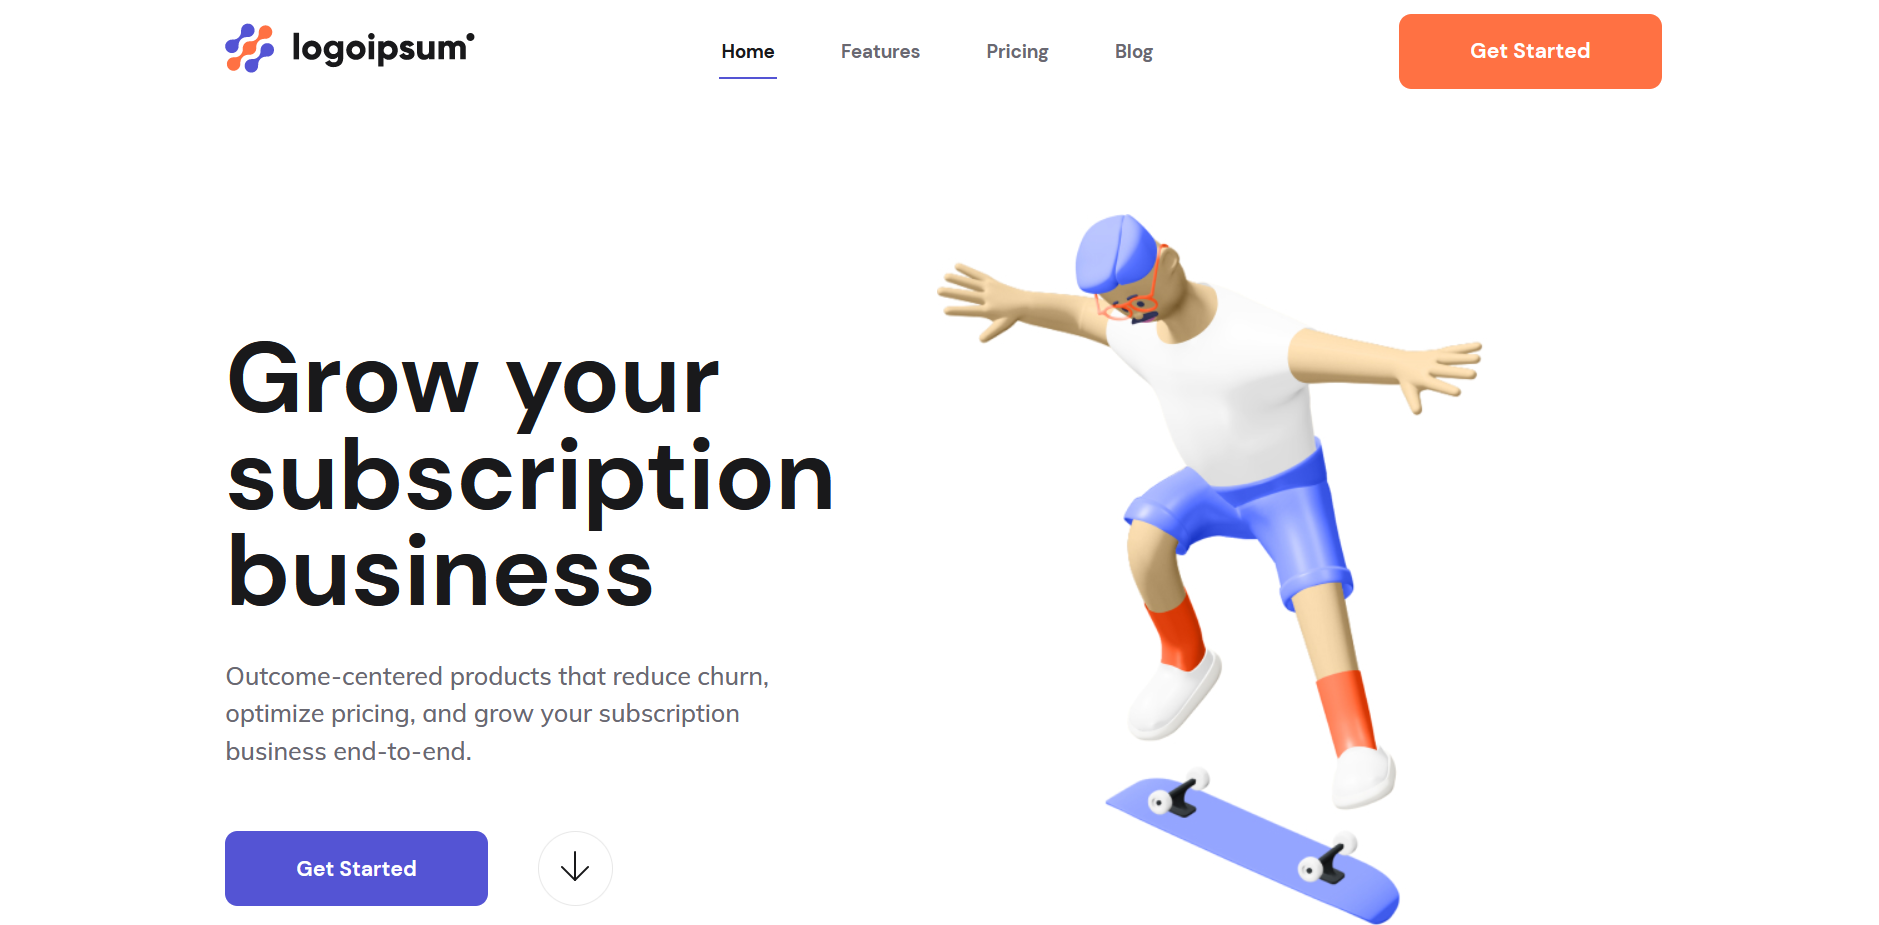 logoipsum
Home
Features
Pricing
Blog
Get Started
Grow your
subscription
business
Outcome-centered products that reduce churn,
optimize pricing, and grow your subscription
business end-to-end.
Get Started